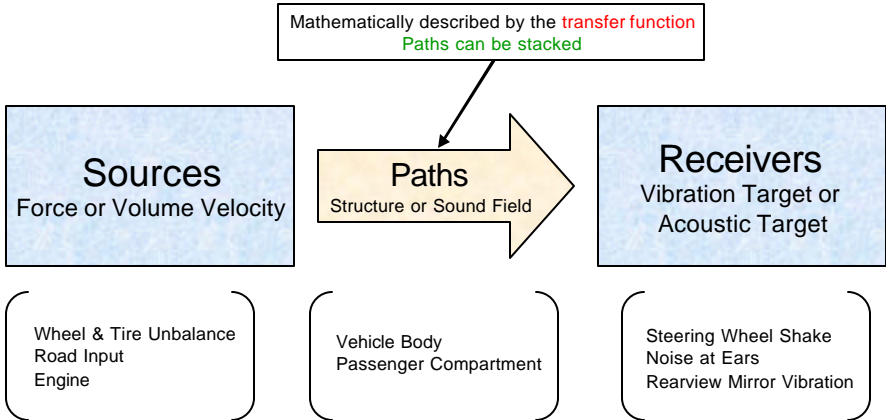 Mathematically described by the transfer function
Paths can be stacked
Sources
Force or Volume Velocity
Paths
Structure or Sound Field
Receivers
Vibration Target or
Acoustic Target
Wheel & Tire Unbalance
Road Input
Engine
Vehicle Body
Passenger Compartment
Steering Wheel Shake
Noise at Ears
Rearview Mirror Vibration